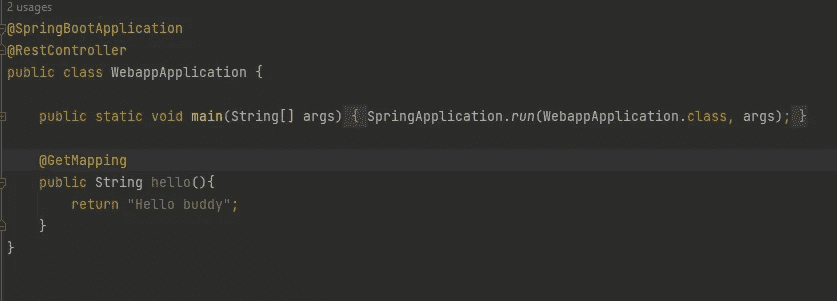 2 usages
@SpringBootApplication
@RestController
public class WebappApplication {
public static void main(String[] args) { SpringApplication.run(WebappApplication.class, args); }
@GetMapping
public String hello(){
return "Hello buddy";
}
}